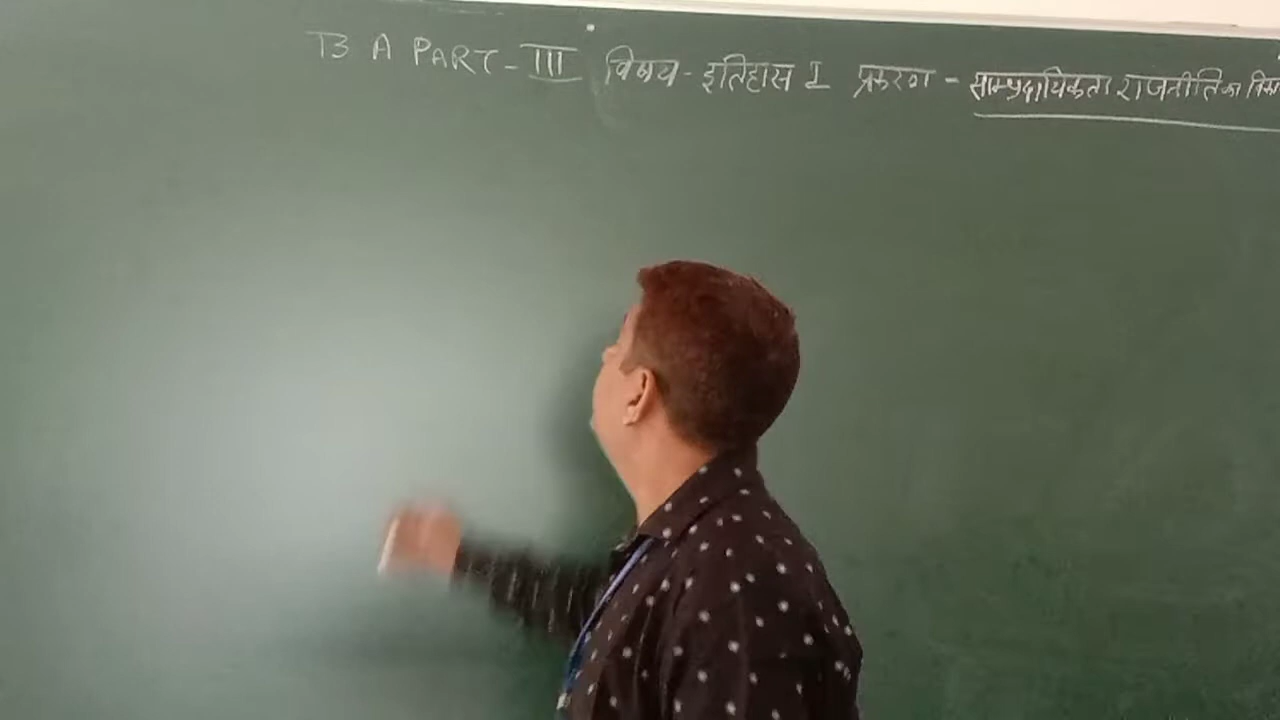 B A PART-III विषय-इतिहास I प्रकरण - साम्प्रदायिकता राजनीति का